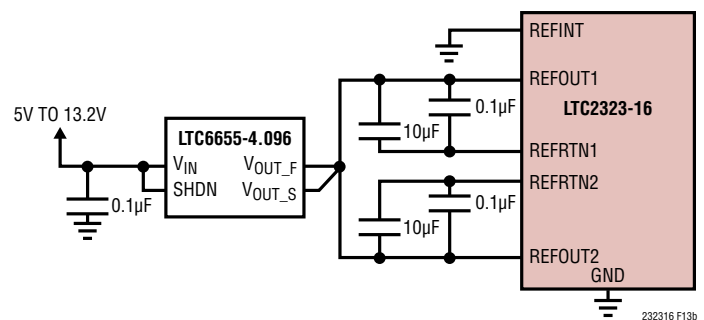 REFINT
REFOUT1
LTC2323-16
5V TO 13.2V
0.1µF
10µF
LTC6655-4.096
REFRTN1
VIN
VOUT_F
SHDN
VOUT_S
REFRTN2
0.1µF
0.1µF
10µF
REFOUT2
GND
232316 F13b